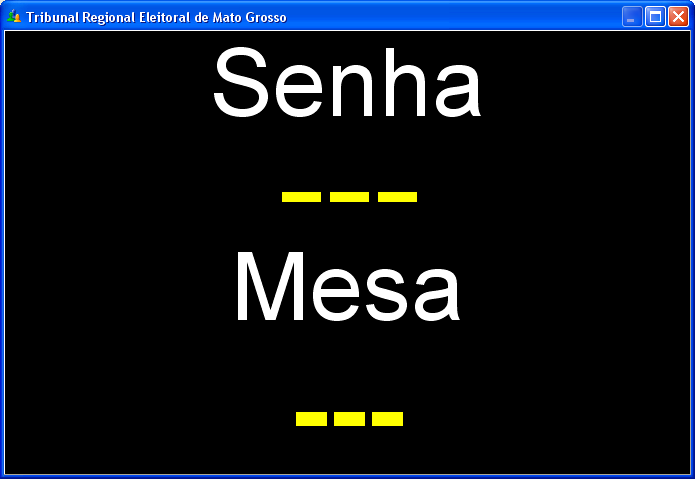 Tribunal Regional Eleitoral de Mato Grosso
Senha
---
Mesa
---